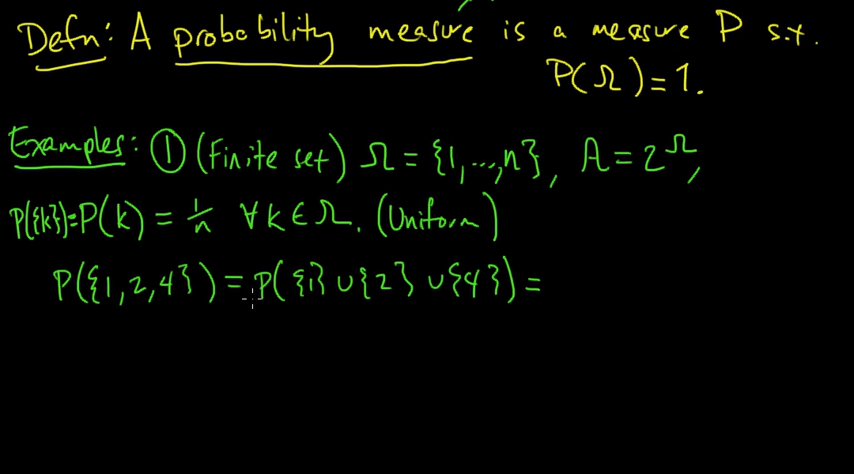 Defn: A probability measure is a measure P s.t.
P(Ω) = 1.
Examples: ① (Finite set) Ω = {1,...,n}, A = 2^Ω,
P({k})=P(k) = 1/n ∀k∈Ω. (Uniform)
P({1,2,4}) = P({1}∪{2}∪{4}) =